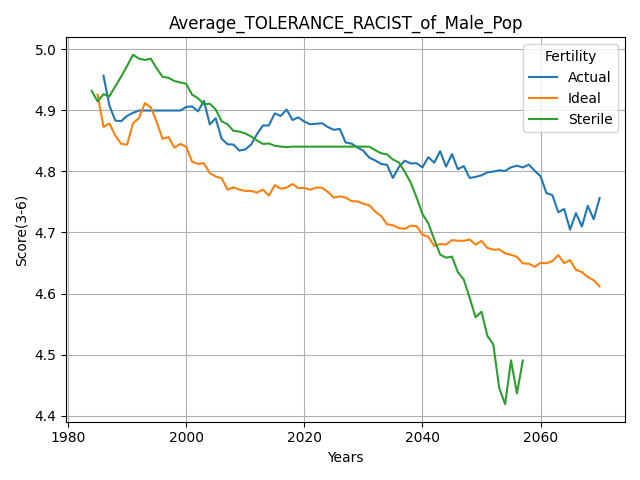 Average_TOLERANCE_RACIST_of_Male_Pop
Fertility
Actual
Ideal
Sterile
Score(3-6)
5.0
4.9
4.8
4.7
4.6
4.5
4.4
1980
2000
2020
2040
2060
Years